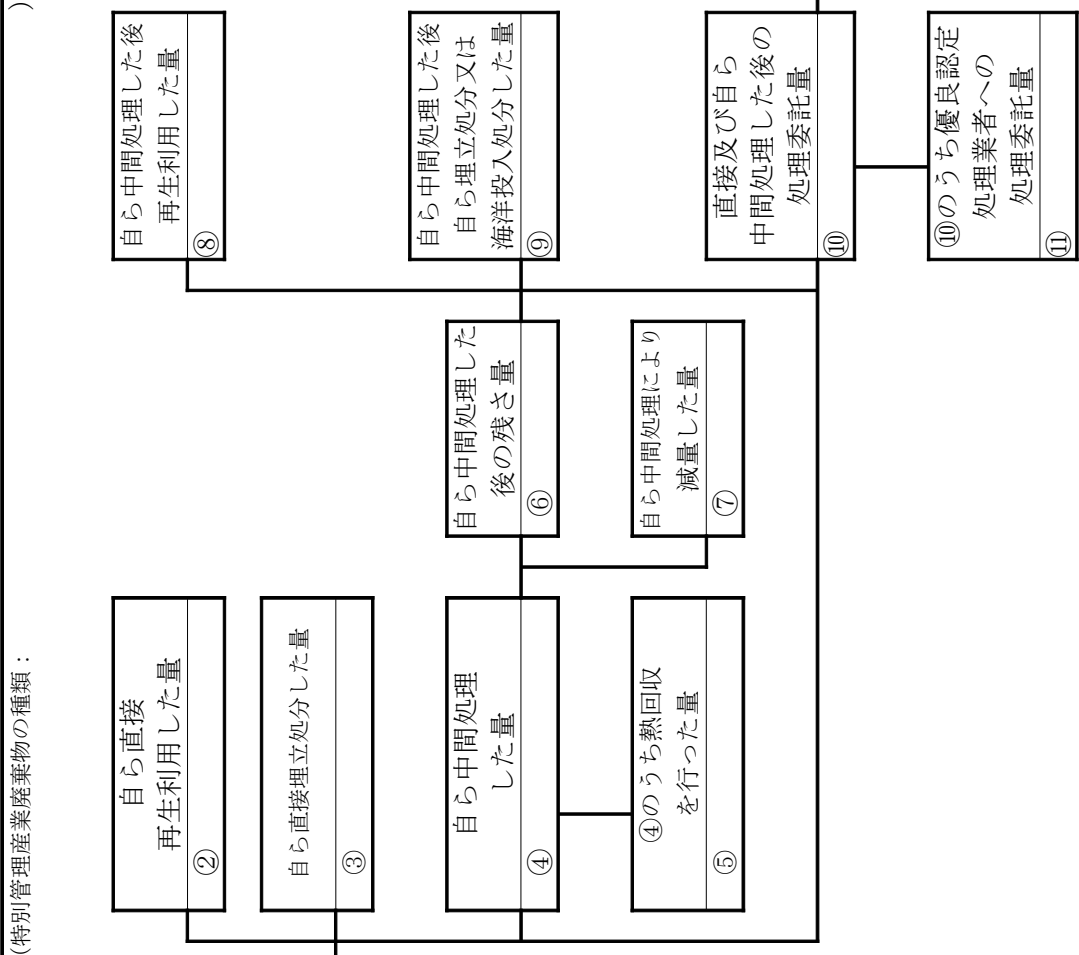 (特別管理産業廃棄物の種類:
)
自ら直接
再生利用した量
②
自ら直接埋立処分した量
③
自ら中間処理
した量
④
④のうち熱回収
を行った量
⑤
自ら中間処理した
後の残さ量
⑥
自ら中間処理により
減量した量
⑦
自ら中間処理した後
再生利用した量
⑧
自ら中間処理した後
自ら埋立処分又は
海洋投入処分した量
⑨
直接及び自ら
中間処理した後の
処理委託量
⑩
⑩のうち優良認定
処理業者への
処理委託量
⑪